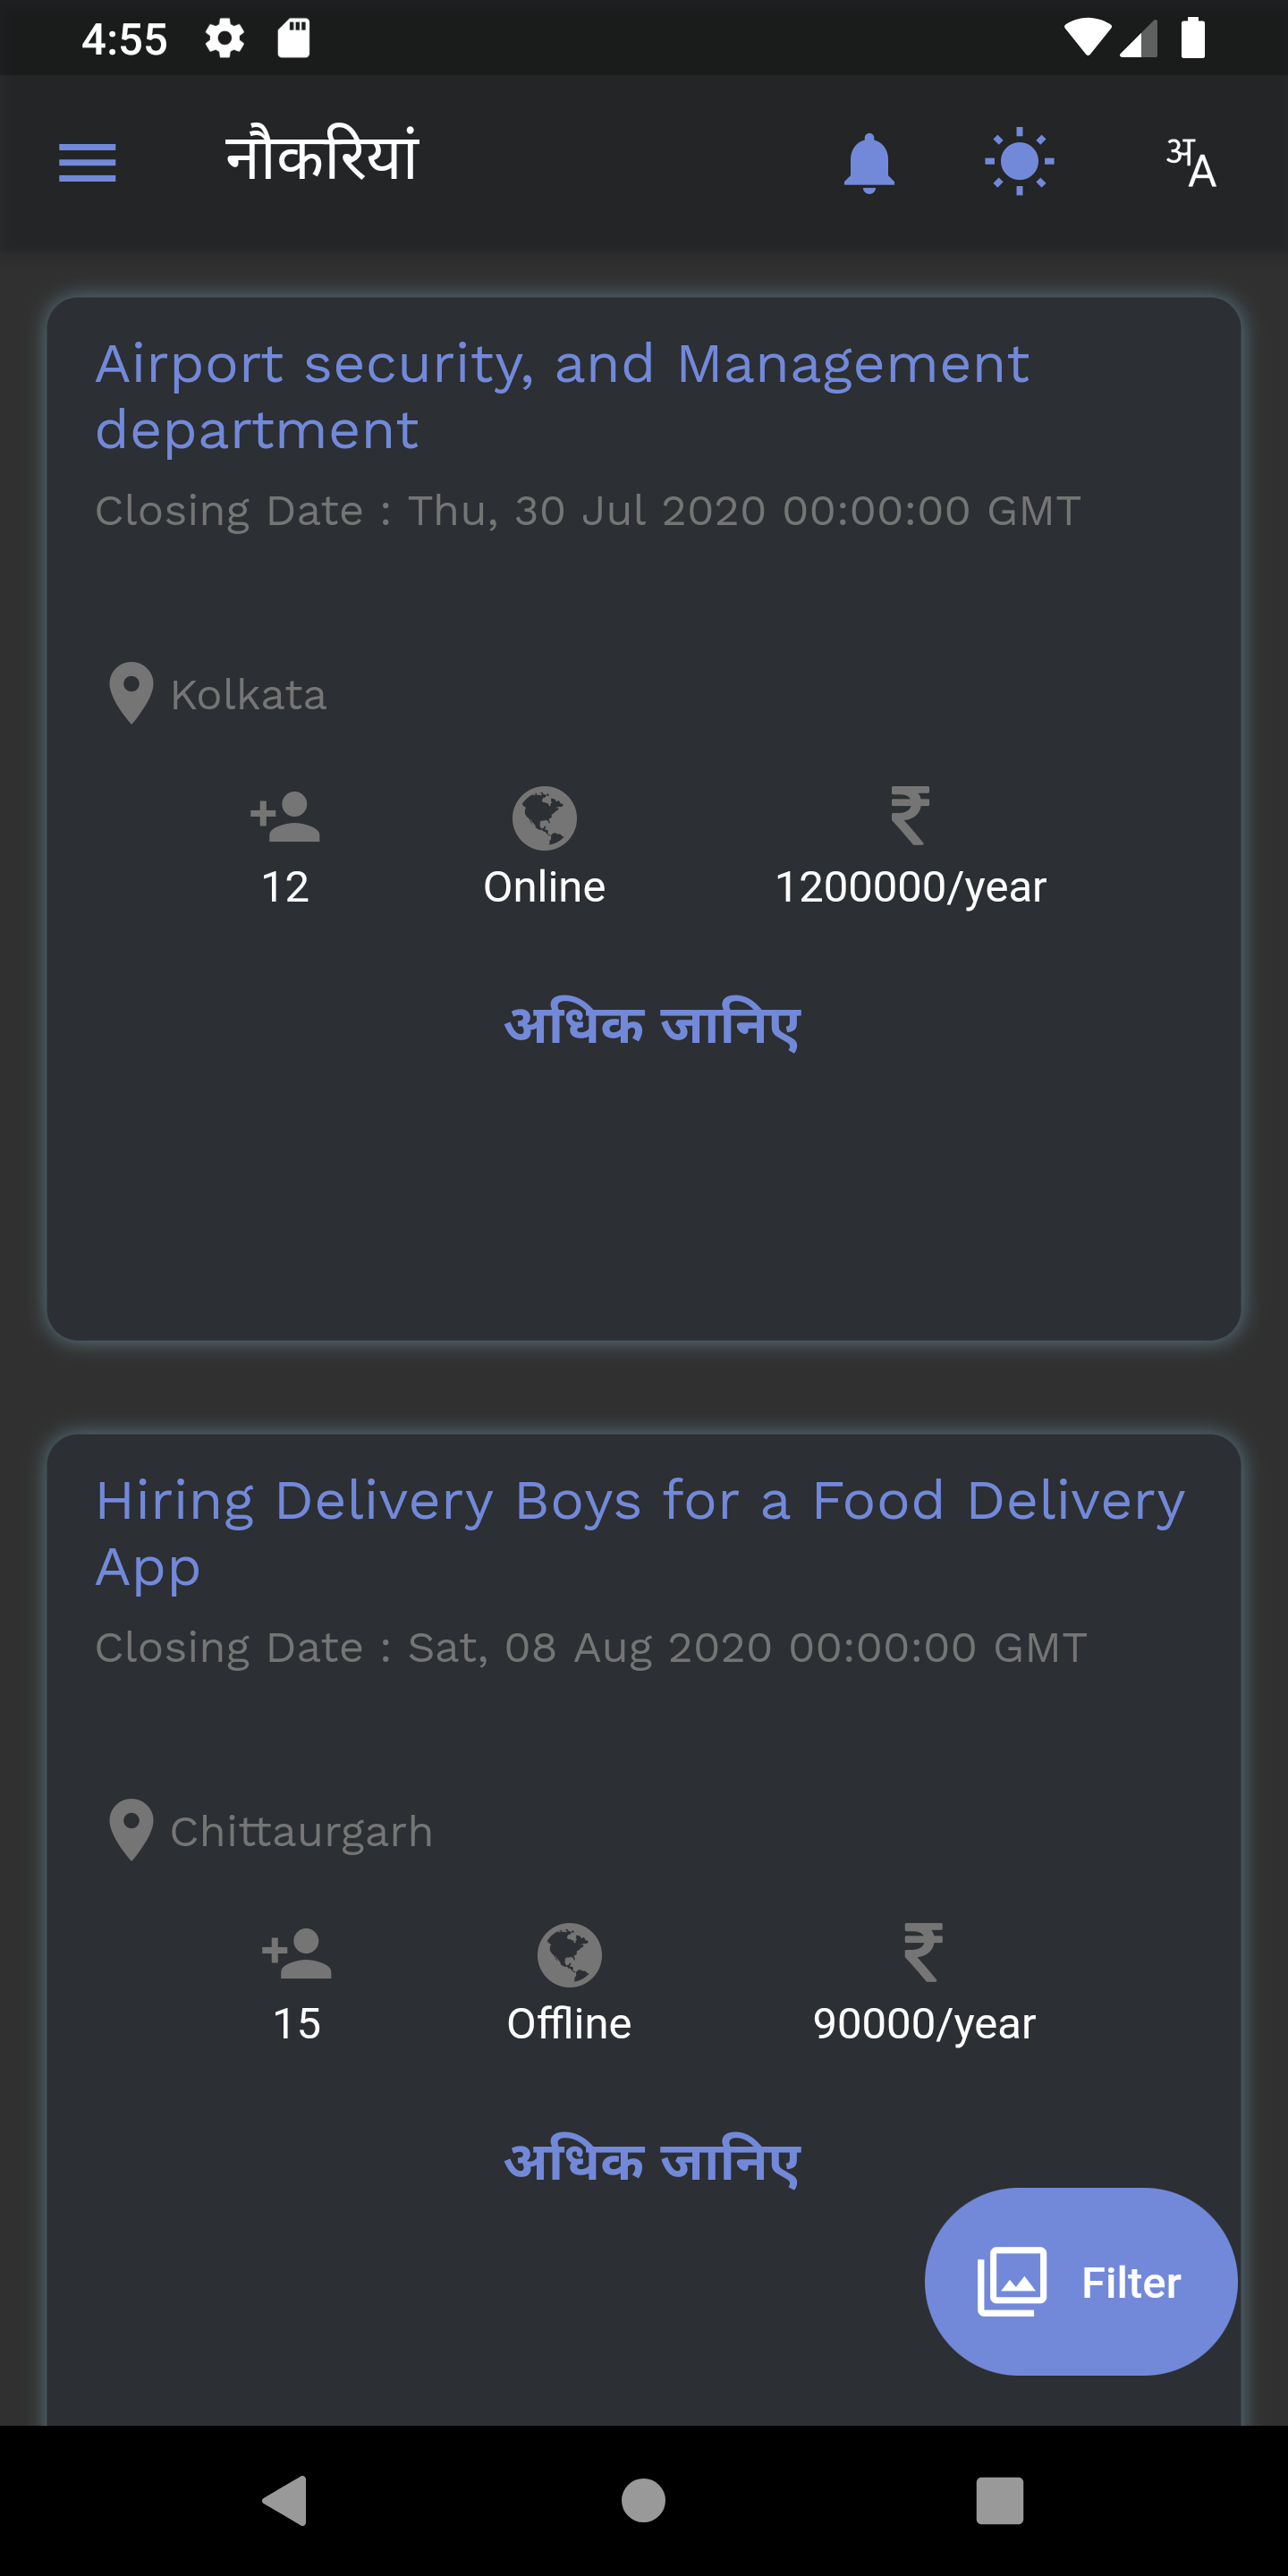 4:55
नौकरियां
अ
A
Airport security, and Management
department
Closing Date : Thu, 30 Jul 2020 00:00:00 GMT
Kolkata
12 Online 1200000/year
अधिक जानिए
Hiring Delivery Boys for a Food Delivery
App
Closing Date : Sat, 08 Aug 2020 00:00:00 GMT
Chittaurgarh
15 Offline 90000/year
अधिक जानिए
Filter